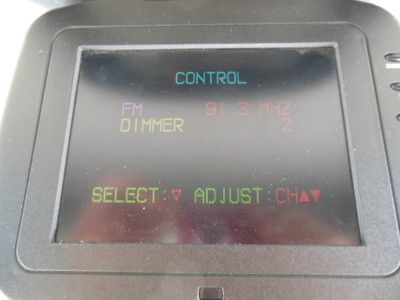 CONTROL
FM 91.3 MHZ
DIMMER 2
SELECT:▽ ADJUST:CH▲▼